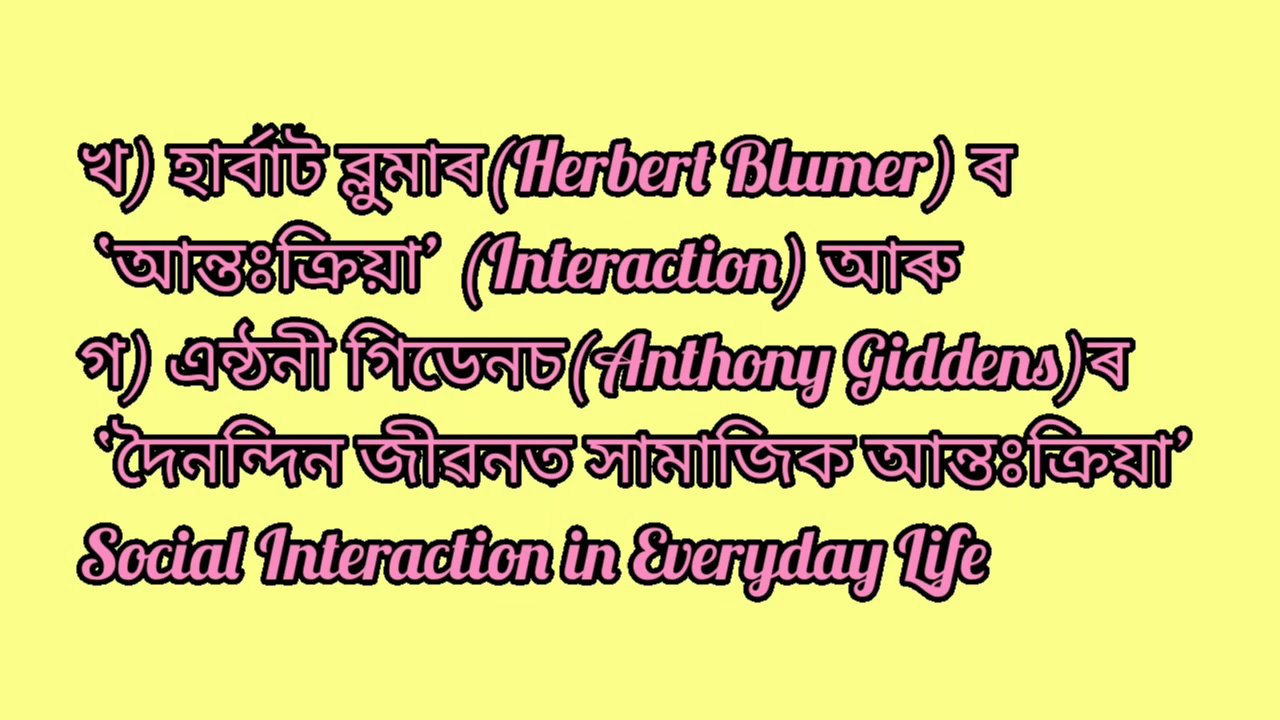 খ) হাৰ্বাট ব্লুমাৰ(Herbert Blumer) ৰ
‘আন্তঃক্ৰিয়া’ (Interaction) আৰু
গ) এন্ঠনী গিডেনচ(Anthony Giddens)ৰ
‘দৈনন্দিন জীৱনত সামাজিক আন্তঃক্ৰিয়া’
Social Interaction in Everyday Life